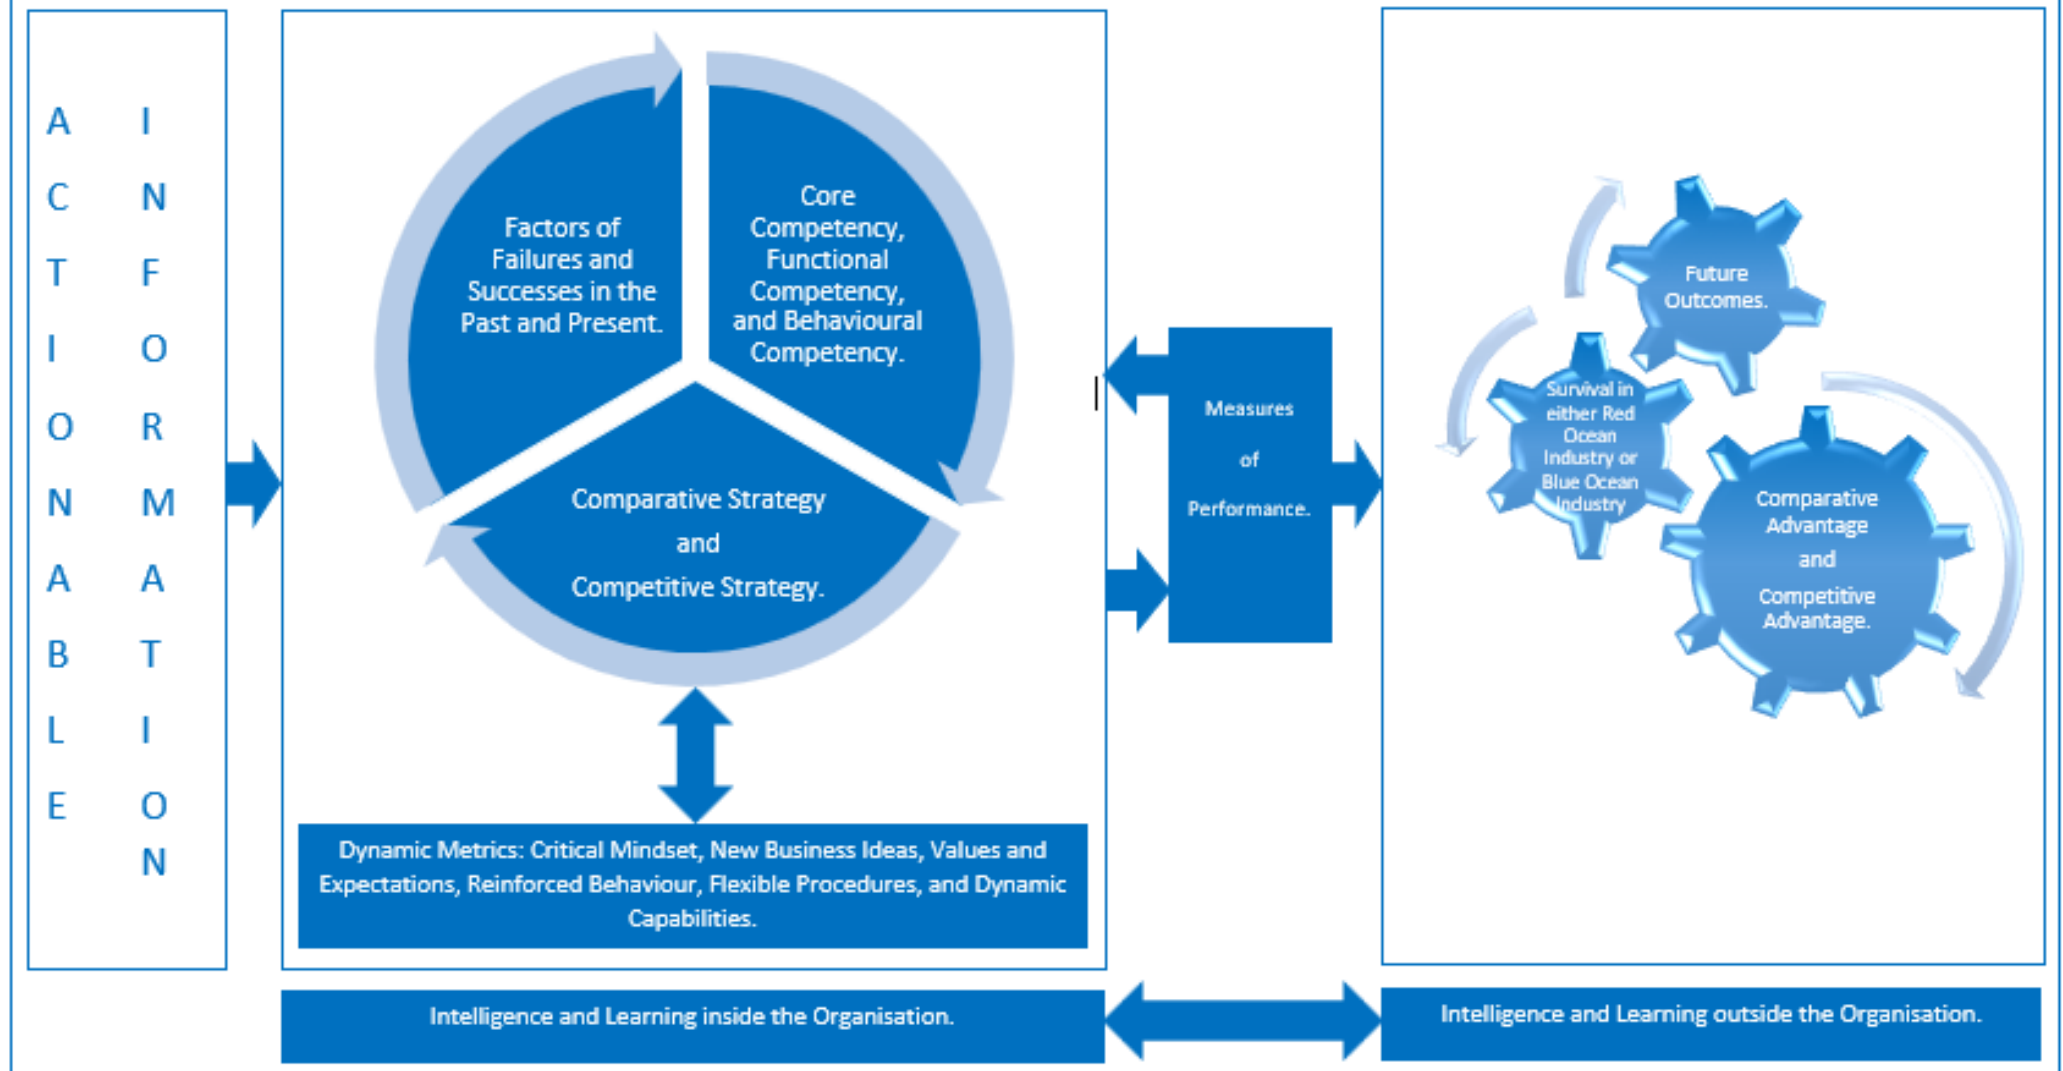 ACTIONABLE
INFORMATION
Factors of
Failures and
Successes in the
Past and Present.
Core
Competency,
Functional
Competency,
and Behavioural
Competency.
Comparative Strategy
and
Competitive Strategy.
Dynamic Metrics: Critical Mindset, New Business Ideas, Values and
Expectations, Reinforced Behaviour, Flexible Procedures, and Dynamic
Capabilities.
Intelligence and Learning inside the Organisation.
Measures
of
Performance.
Future
Outcomes.
Survival in
either Red
Ocean
Industry or
Blue Ocean
Industry
Comparative
Advantage
and
Competitive
Advantage.
Intelligence and Learning outside the Organisation.